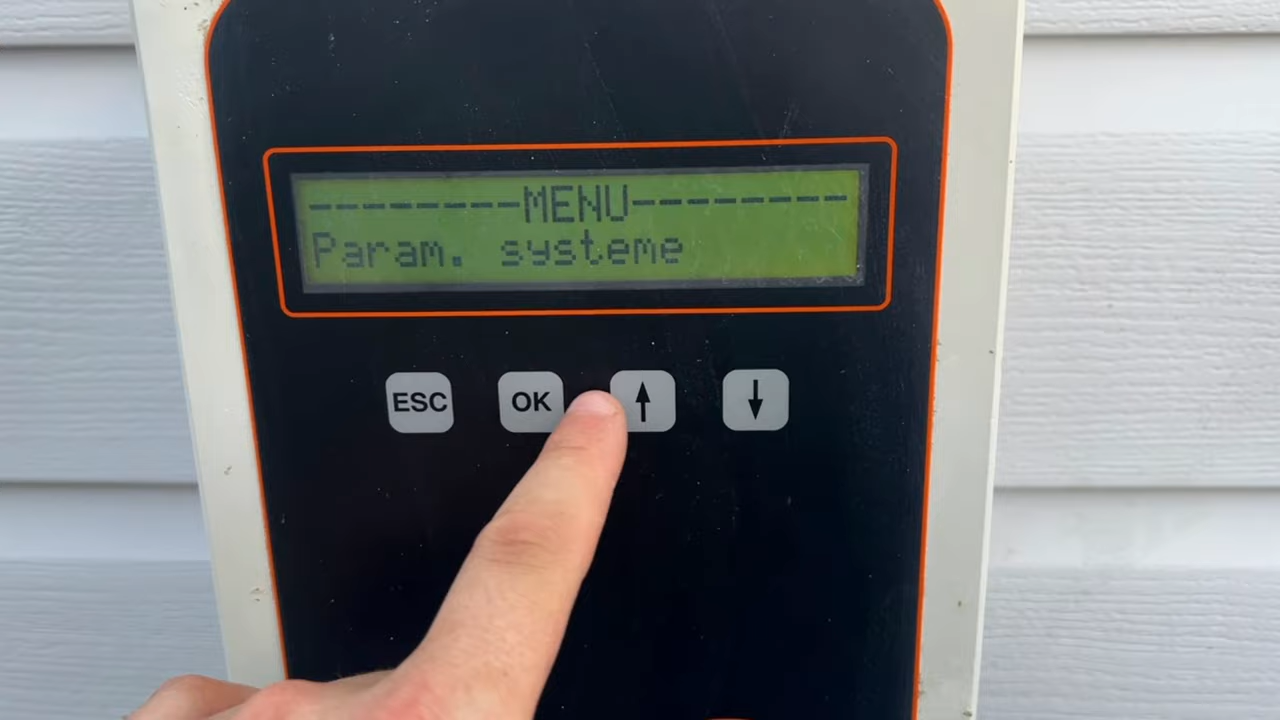 --------MENU--------
Param. systeme
ESC OK ↑ ↓